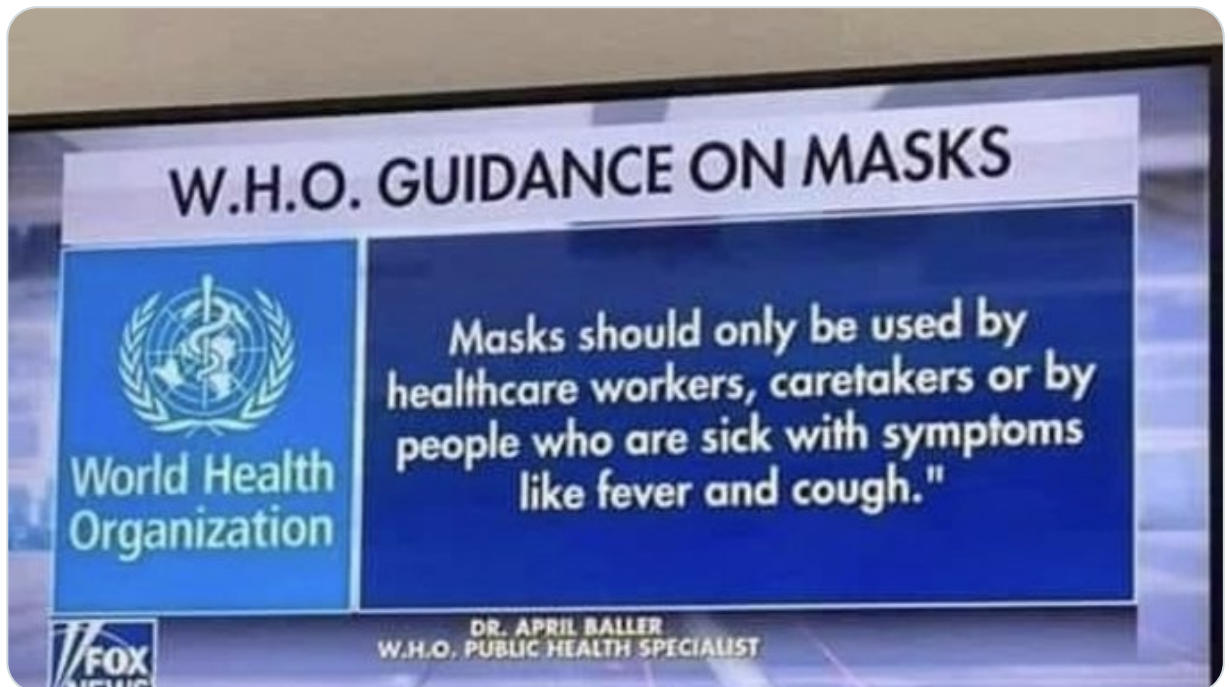 W.H.O. GUIDANCE ON MASKS
World Health
Organization
Masks should only be used by
healthcare workers, caretakers or by
people who are sick with symptoms
like fever and cough."
DR. APRIL BALLER
W.H.O. PUBLIC HEALTH SPECIALIST
FOX
NEWS